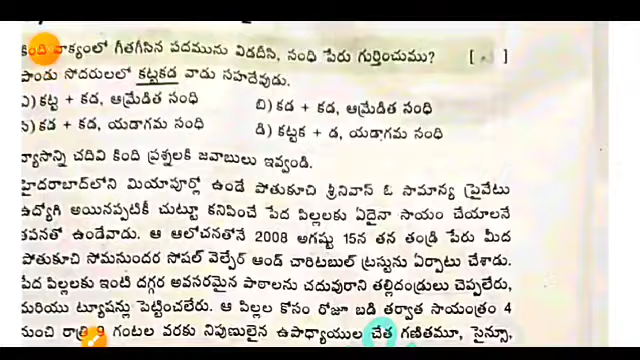 కింది వాక్యంలో గీతగీసిన పదమును విడదీసి, సంధి పేరు గుర్తించుము? [ ]
పాండు సోదరులలో కట్టకడ వాడు సహదేవుడు.
ఎ) కట్ట + కడ, ఆమ్రేడిత సంధి బి) కడ + కడ, ఆమ్రేడిత సంధి
సి) కడ + కడ, యడాగమ సంధి డి) కట్టక + డ, యడాగమ సంధి
వ్యాసాన్ని చదివి కింది ప్రశ్నలకి జవాబులు ఇవ్వండి.
హైదరాబాద్‌లోని మియాపూర్లో ఉండే పోతుకూచి శ్రీనివాస్ ఓ సామాన్య ప్రైవేటు
ఉద్యోగి అయినప్పటికీ చుట్టూ కనిపించే పేద పిల్లలకు ఏదైనా సాయం చేయాలనే
తపనతో ఉండేవాడు. ఆ ఆలోచనతోనే 2008 అగష్టు 15న తన తండ్రి పేరు మీద
పోతుకూచి సోమసుందర సోషల్ వెల్ఫేర్ అండ్ చారిటబుల్ ట్రస్టును ఏర్పాటు చేశాడు.
పేద పిల్లలకు ఇంటి దగ్గర అవసరమైన పాఠాలను చదువురాని తల్లిదండ్రులు చెప్పలేరు,
మరియు ట్యూషన్లు పెట్టించలేరు. ఆ పిల్లల కోసం రోజూ బడి తర్వాత సాయంత్రం 4
నుంచి రాత్రి 9 గంటల వరకు నిపుణులైన ఉపాధ్యాయుల చేత గణితమూ, సైన్సు,